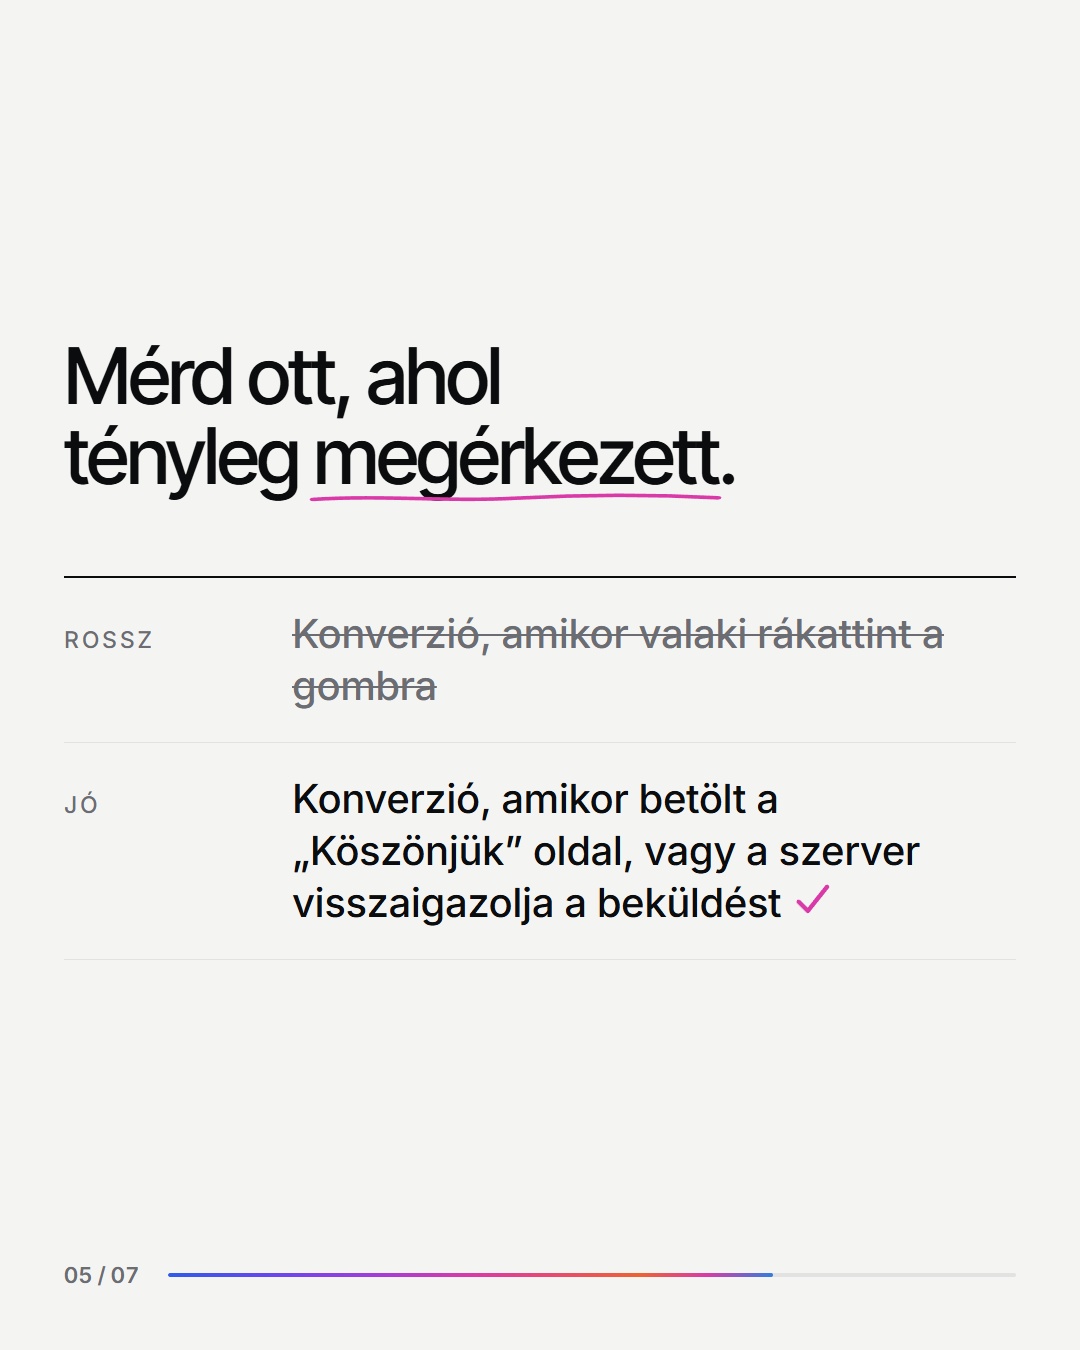 Mérd ott, ahol
tényleg megérkezett.
ROSSZ
Konverzió, amikor valaki rákattint a
gombra
JÓ
Konverzió, amikor betölt a
„Köszönjük” oldal, vagy a szerver
visszaigazolja a beküldést ✓
05 / 07